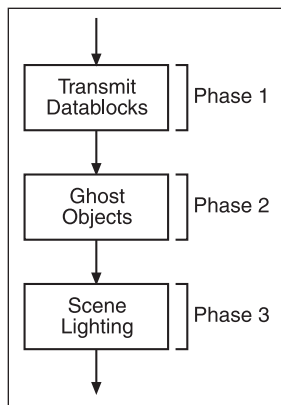 Transmit
Datablocks
Phase 1
Ghost
Objects
Phase 2
Scene
Lighting
Phase 3